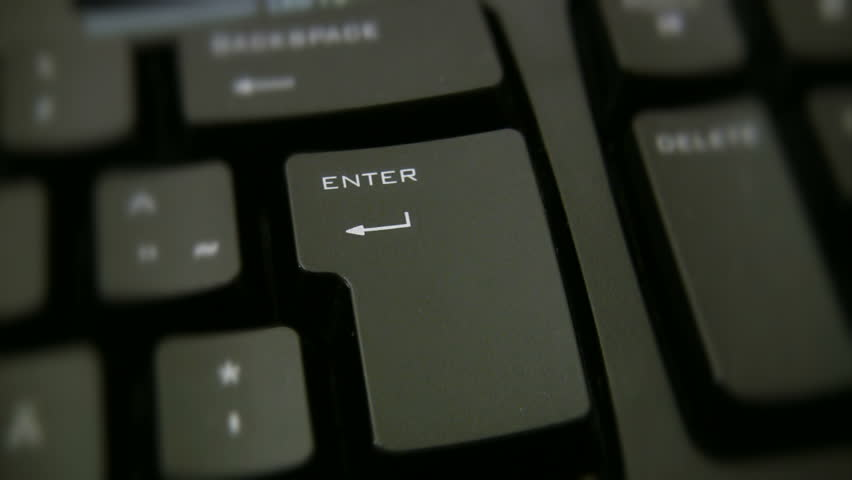 BACKSPACE
ENTER
DELETE
^
¨ ~
*
'
Ä